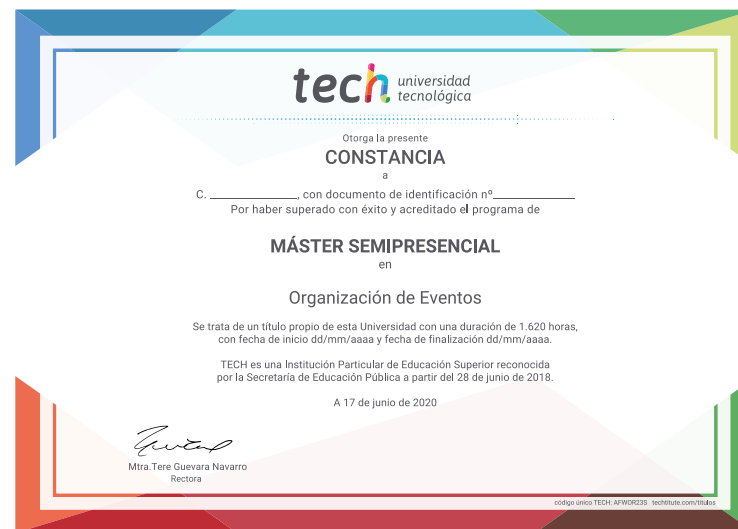 tech universidad
tecnológica
Otorga la presente
CONSTANCIA
a
C. ______________, con documento de identificación nº______________
Por haber superado con éxito y acreditado el programa de
MÁSTER SEMIPRESENCIAL
en
Organización de Eventos
Se trata de un título propio de esta Universidad con una duración de 1.620 horas,
con fecha de inicio dd/mm/aaaa y fecha de finalización dd/mm/aaaa.
TECH es una Institución Particular de Educación Superior reconocida
por la Secretaría de Educación Pública a partir del 28 de junio de 2018.
A 17 de junio de 2020
Mtra.Tere Guevara Navarro
Rectora
código único TECH: AFWOR23S techtitute.com/titulos